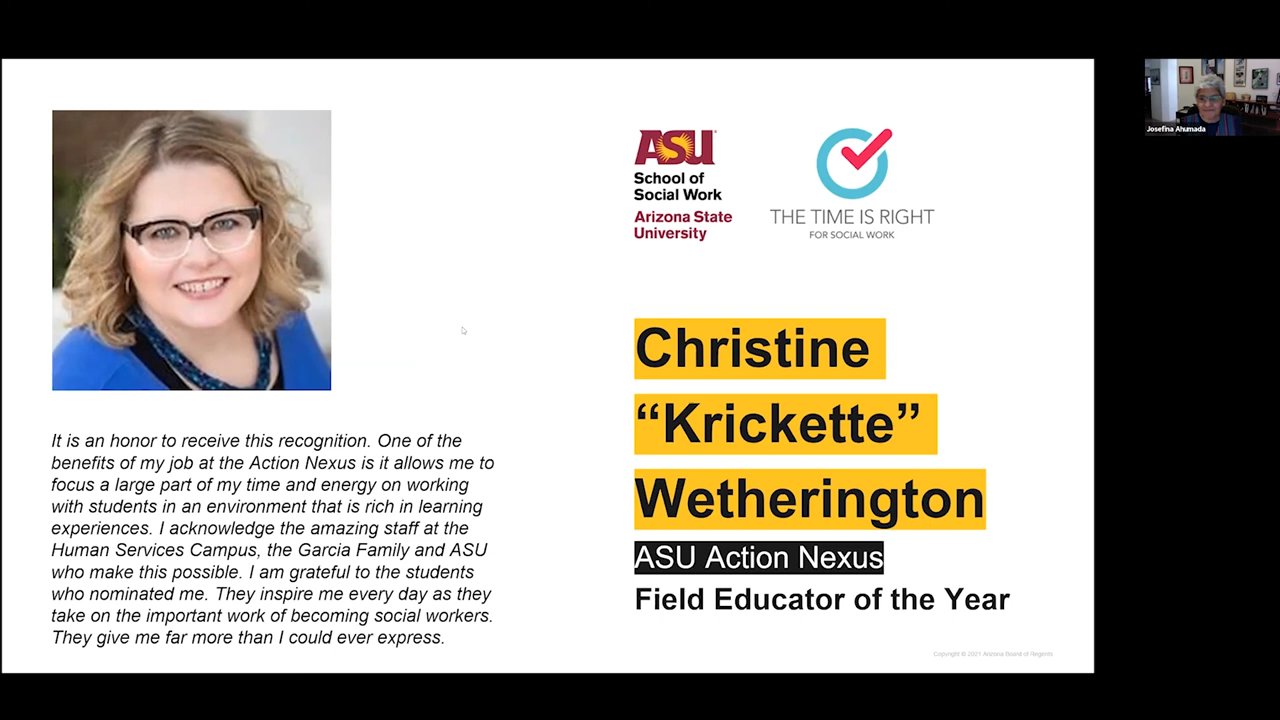 ASU
School of
Social Work
Arizona State
University
THE TIME IS RIGHT
FOR SOCIAL WORK
Josefina Ahumada
Christine
“Krickette”
Wetherington
ASU Action Nexus
Field Educator of the Year
It is an honor to receive this recognition. One of the
benefits of my job at the Action Nexus is it allows me to
focus a large part of my time and energy on working
with students in an environment that is rich in learning
experiences. I acknowledge the amazing staff at the
Human Services Campus, the Garcia Family and ASU
who make this possible. I am grateful to the students
who nominated me. They inspire me every day as they
take on the important work of becoming social workers.
They give me far more than I could ever express.
Copyright © 2021 Arizona Board of Regents